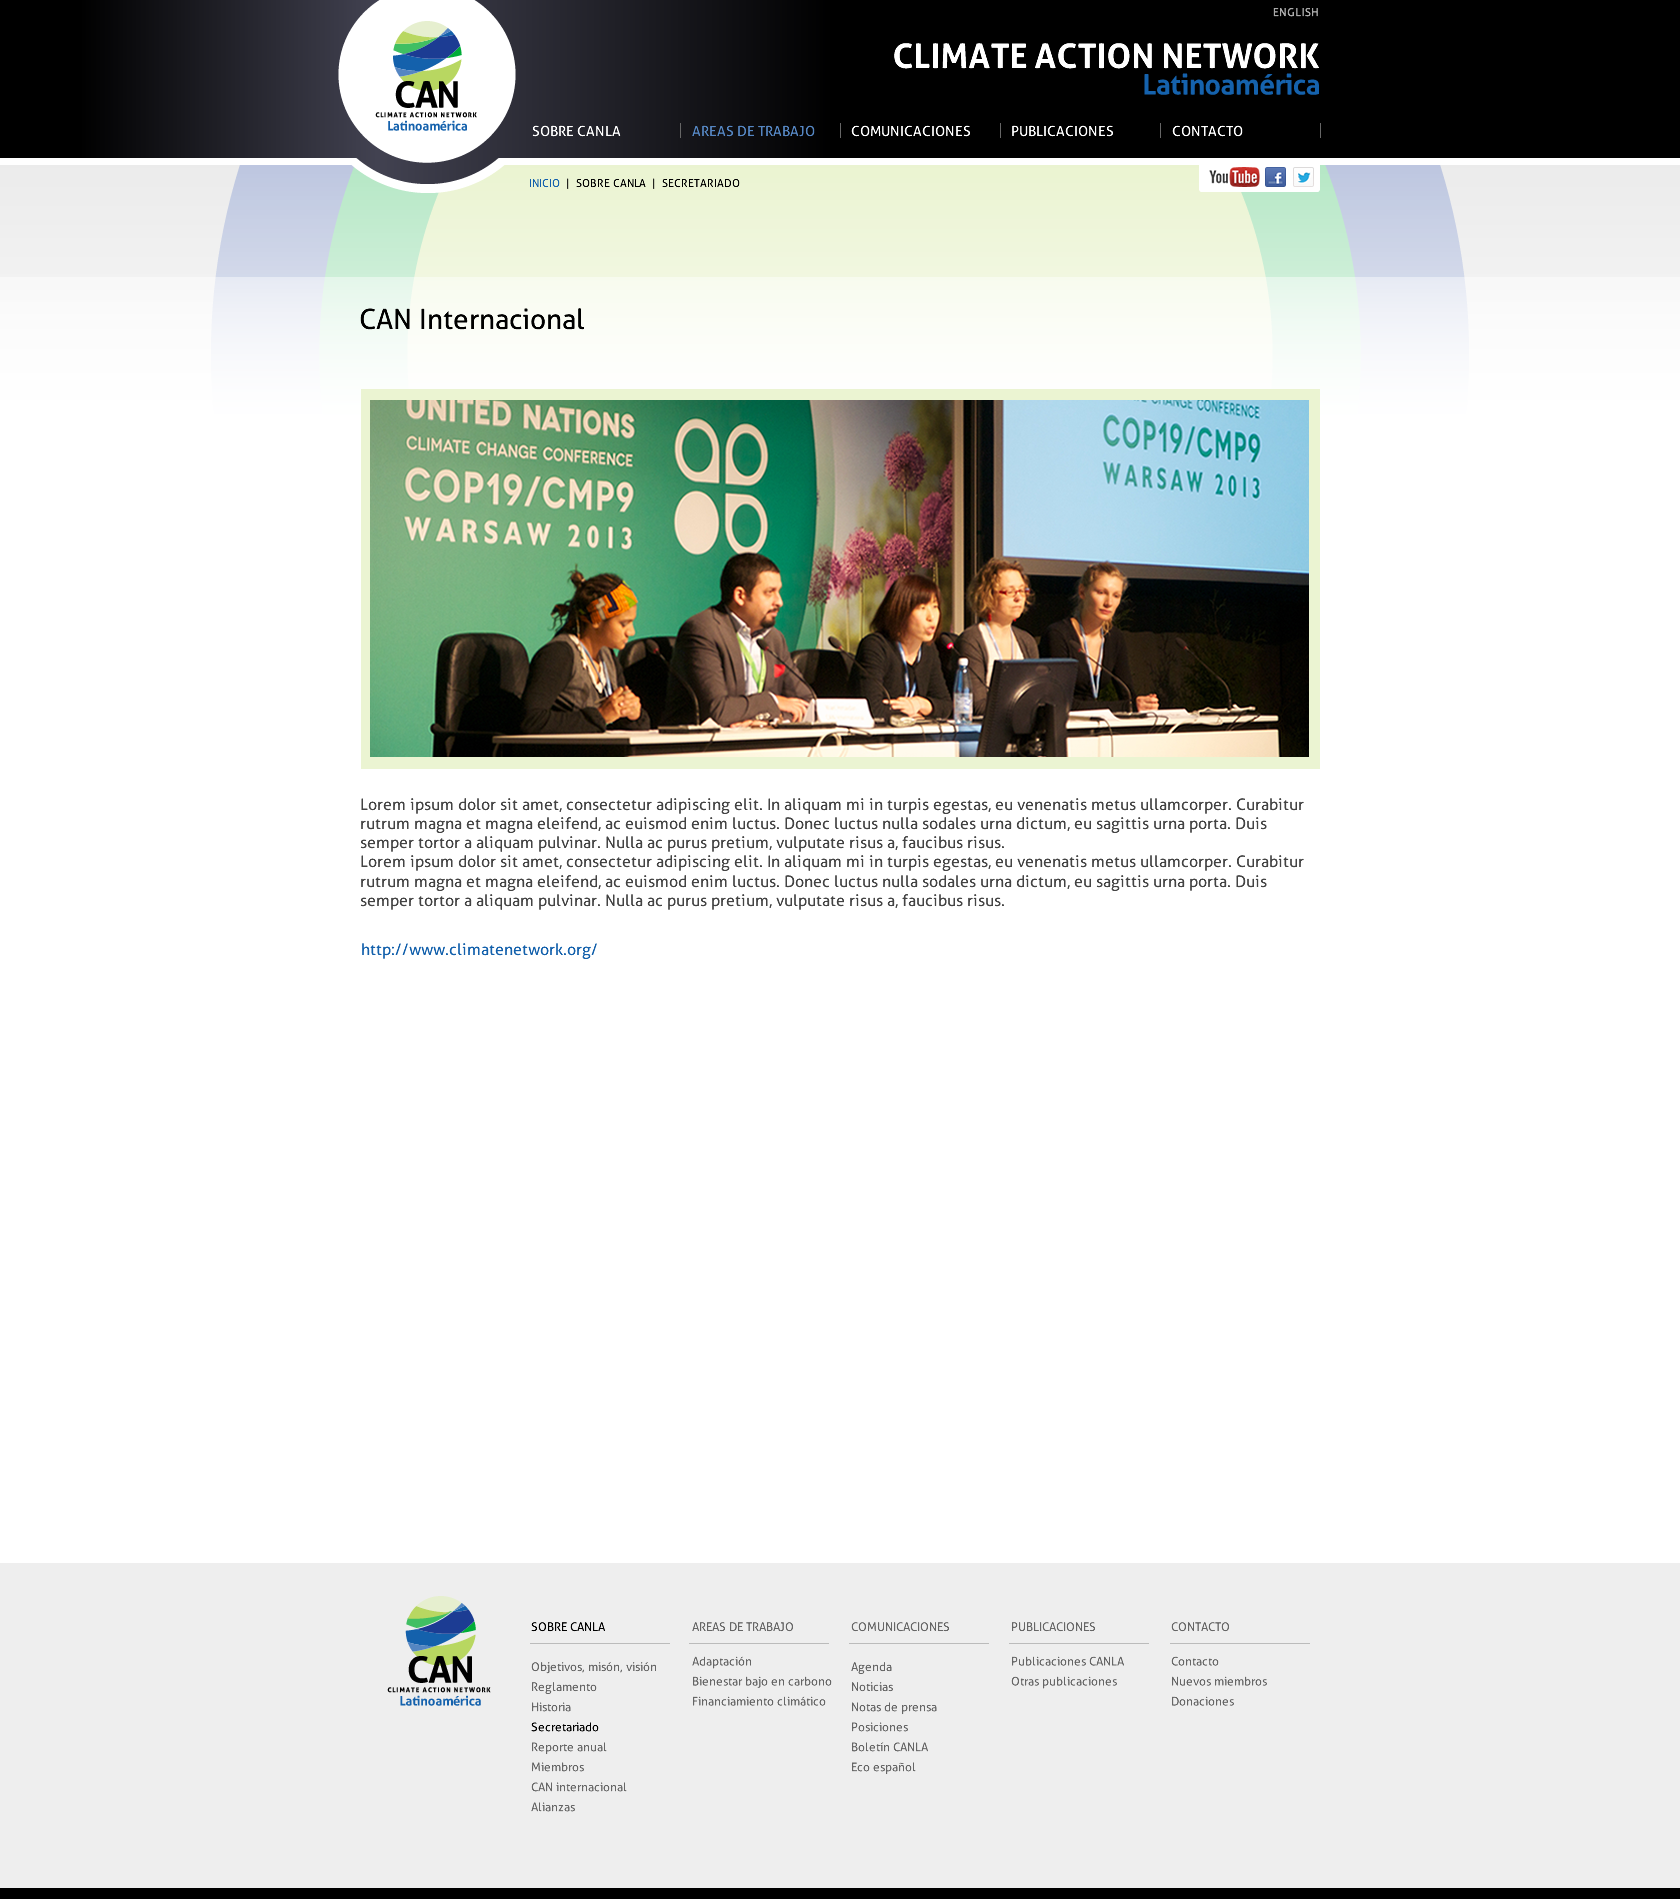 ENGLISH
CAN
CLIMATE ACTION NETWORK
Latinoamérica
CLIMATE ACTION NETWORK
Latinoamérica
SOBRE CANLA
AREAS DE TRABAJO
COMUNICACIONES
PUBLICACIONES
CONTACTO
INICIO | SOBRE CANLA | SECRETARIADO
YouTube
CAN Internacional
UNITED NATIONS
CLIMATE CHANGE CONFERENCE
COP19/CMP9
WARSAW 2013
CHANGE CONFERENCE
COP19/CMP9
WARSAW 2013
Lorem ipsum dolor sit amet, consectetur adipiscing elit. In aliquam mi in turpis egestas, eu venenatis metus ullamcorper. Curabitur
rutrum magna et magna eleifend, ac euismod enim luctus. Donec luctus nulla sodales urna dictum, eu sagittis urna porta. Duis
semper tortor a aliquam pulvinar. Nulla ac purus pretium, vulputate risus a, faucibus risus.
Lorem ipsum dolor sit amet, consectetur adipiscing elit. In aliquam mi in turpis egestas, eu venenatis metus ullamcorper. Curabitur
rutrum magna et magna eleifend, ac euismod enim luctus. Donec luctus nulla sodales urna dictum, eu sagittis urna porta. Duis
semper tortor a aliquam pulvinar. Nulla ac purus pretium, vulputate risus a, faucibus risus.
http://www.climatenetwork.org/
CAN
CLIMATE ACTION NETWORK
Latinoamérica
SOBRE CANLA
Objetivos, misón, visión
Reglamento
Historia
Secretariado
Reporte anual
Miembros
CAN internacional
Alianzas
AREAS DE TRABAJO
Adaptación
Bienestar bajo en carbono
Financiamiento climático
COMUNICACIONES
Agenda
Noticias
Notas de prensa
Posiciones
Boletín CANLA
Eco español
PUBLICACIONES
Publicaciones CANLA
Otras publicaciones
CONTACTO
Contacto
Nuevos miembros
Donaciones